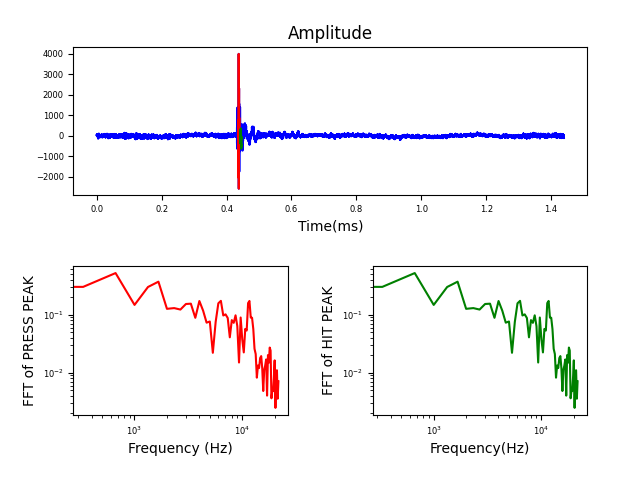 Amplitude
4000
3000
2000
1000
0
−1000
−2000
0.0 0.2 0.4 0.6 0.8 1.0 1.2 1.4
Time(ms)
FFT of PRESS PEAK
10⁻¹
10⁻²
10³ 10⁴
Frequency (Hz)
FFT of HIT PEAK
10⁻¹
10⁻²
10³ 10⁴
Frequency(Hz)